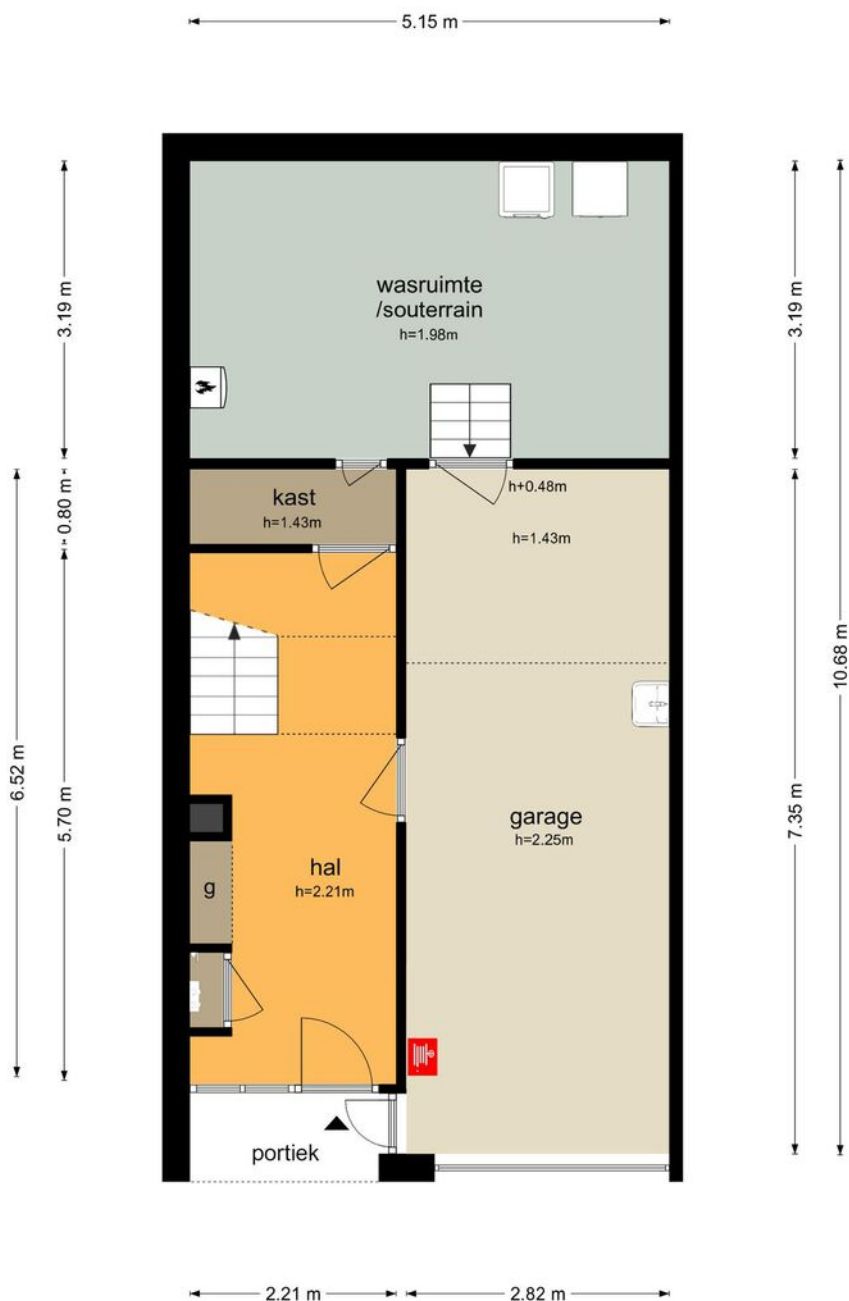 5.15 m
3.19 m
3.19 m
wasruimte
/souterrain
h=1.98m
0.80 m
kast
h=1.43m
h+0.48m
h=1.43m
10.68 m
6.52 m
5.70 m
7.35 m
garage
h=2.25m
hal
h=2.21m
g
portiek
2.21 m
2.82 m